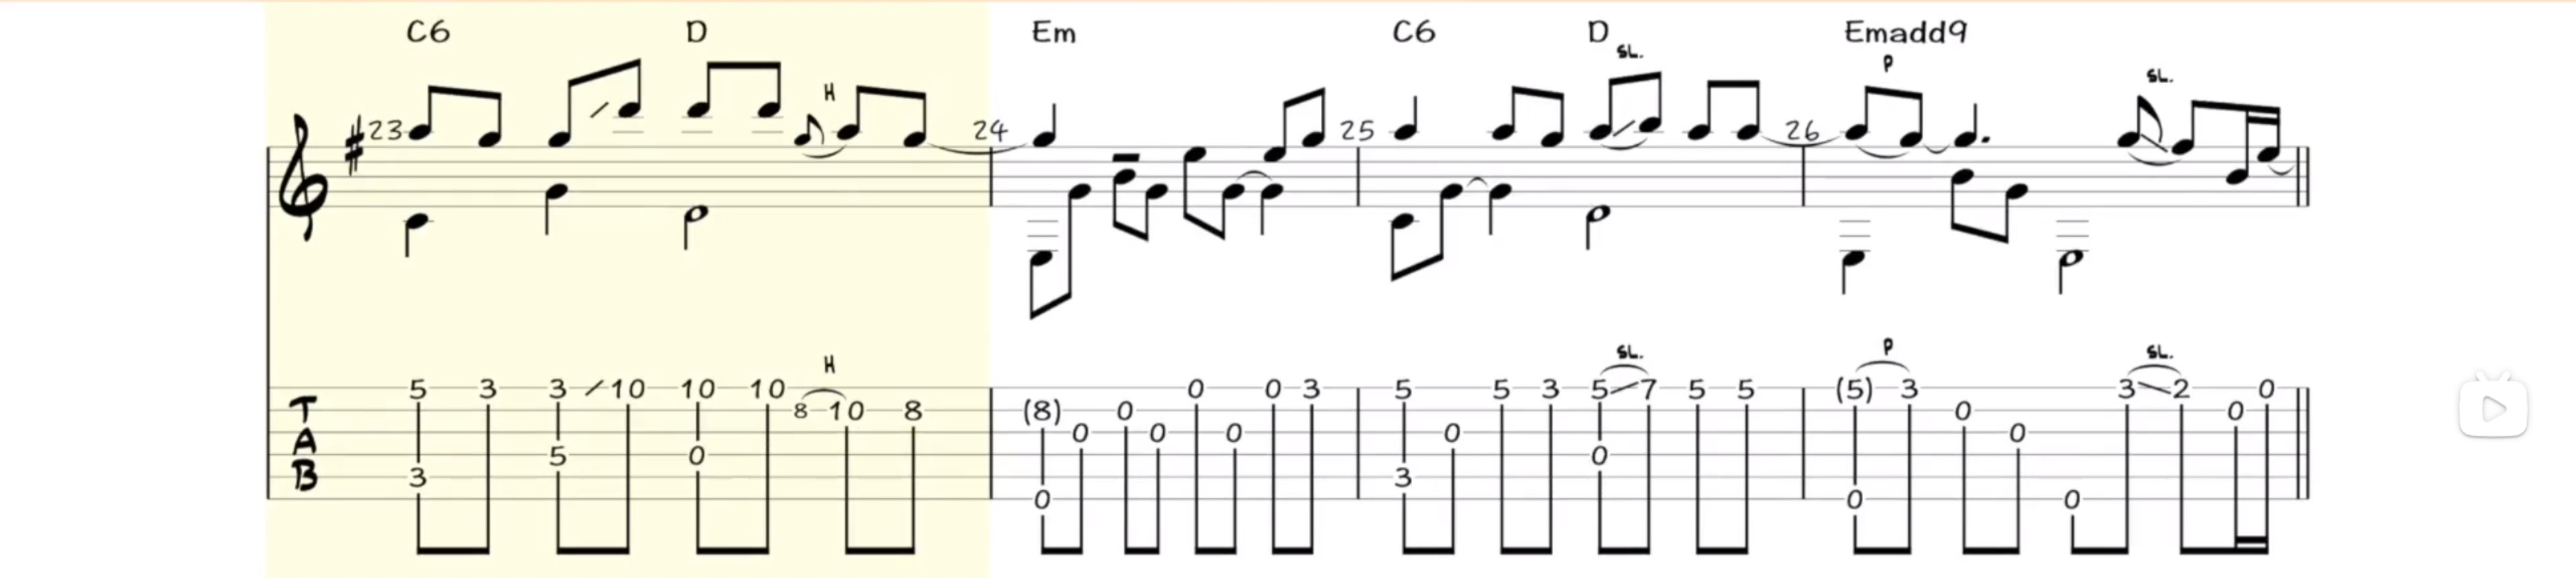 C6 D Em C6 D Emadd9
SL. P SL.
H
23 24 25 26
H SL. P SL.
T 5 3 3 10 10 10 0 0 3 5 5 3 5 7 5 5 (5) 3 3 2 0
8 10 8 (8) 0 0 0
A 0 0 0 0 0
B 5 0 0
3 3
0 0 0